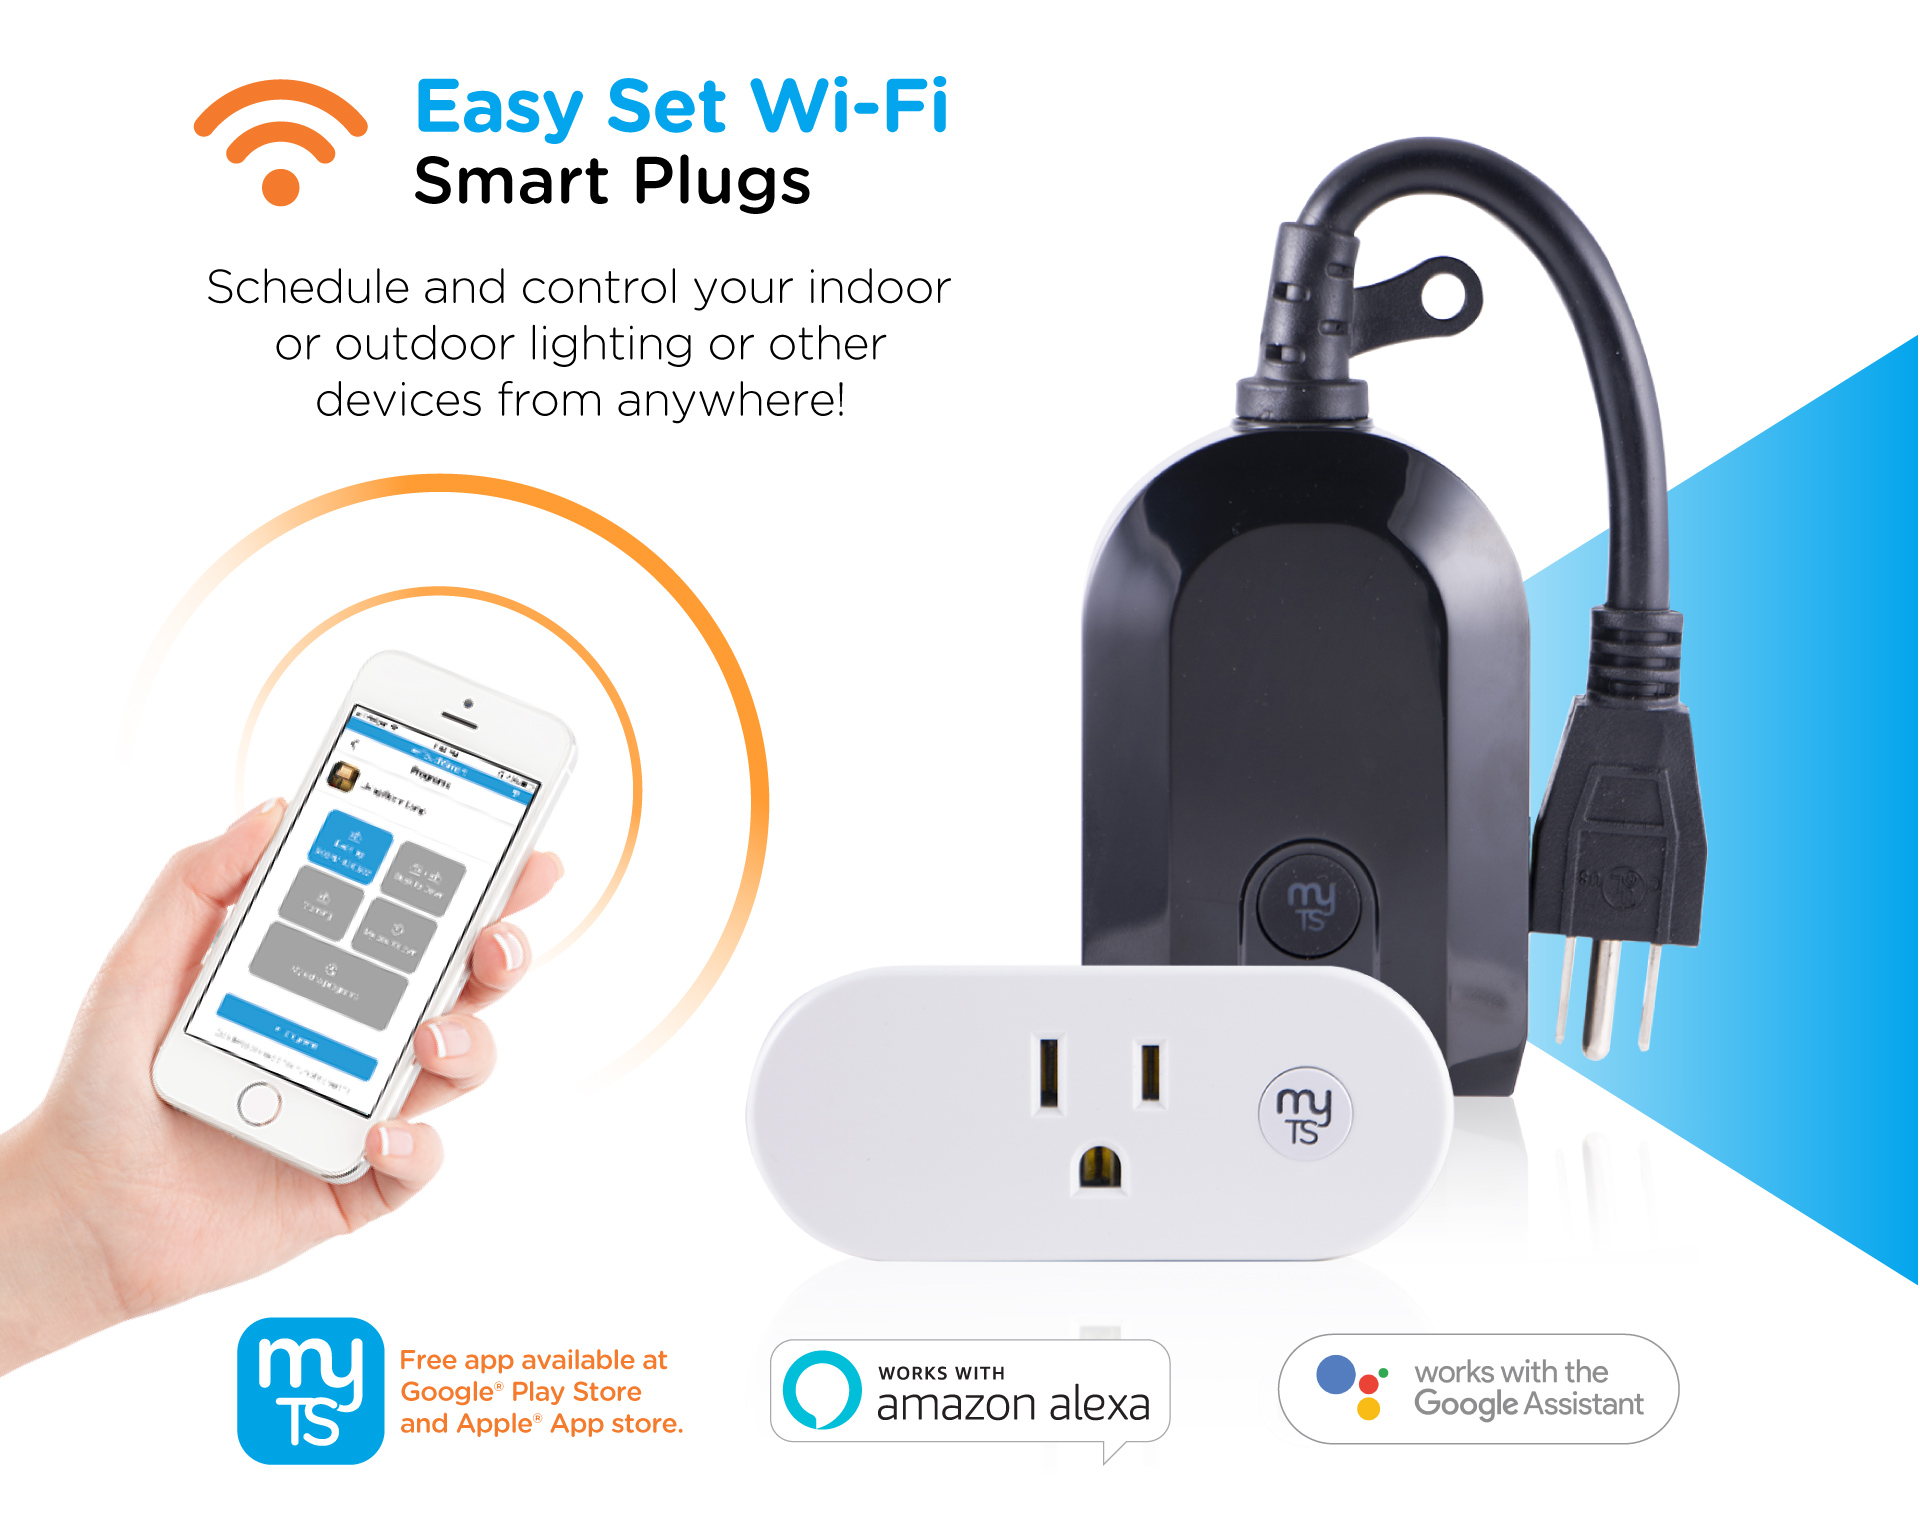 Easy Set Wi-Fi
Smart Plugs
Schedule and control your indoor
or outdoor lighting or other
devices from anywhere!
Programs
my
TS
my
TS
my
TS
Free app available at
Google® Play Store
and Apple® App store.
WORKS WITH
amazon alexa
works with the
Google Assistant